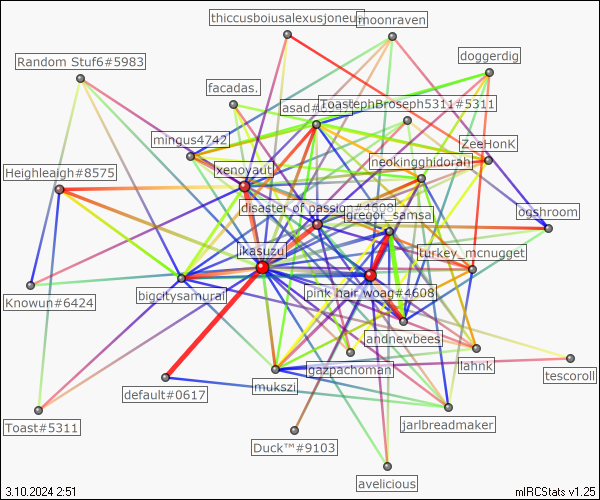 thiccusboiusalexusjoneus
moonraven
Random Stuf6#5983
doggerdig
facadas.
ToastephBroseph5311#5311
mingus4742
ZeeHonK
xenoyaut
neokingghidorah
Heighleaigh#8575
disaster of passion#4608
gregor_samsa
ogshroom
ikasuzu
turkey_mcnugget
bigcitysamurai
pink hair woag#4608
Knowun#6424
andnewbees
gazpachoman
lahnk
tescoroll
default#0617
mukszi
jarlbreadmaker
Toast#5311
Duck™#9103
avelicious
3.10.2024 2:51
mIRCStats v1.25